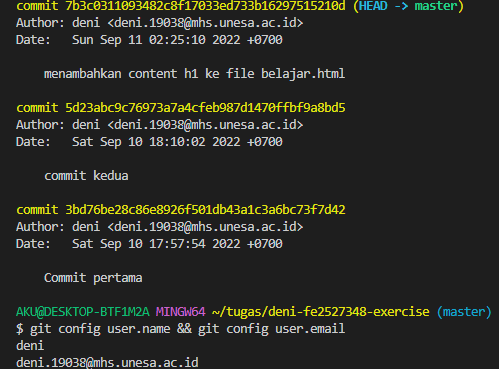 commit 7b3c0311093482c8f17033ed733b16297515210d (HEAD -> master)
Author: deni <deni.19038@mhs.unesa.ac.id>
Date:   Sun Sep 11 02:25:10 2022 +0700
menambahkan content h1 ke file belajar.html
commit 5d23abc9c76973a7a4cfeb987d1470ffbf9a8bd5
Author: deni <deni.19038@mhs.unesa.ac.id>
Date:   Sat Sep 10 18:10:02 2022 +0700
commit kedua
commit 3bd76be28c86e8926f501db43a1c3a6bc73f7d42
Author: deni <deni.19038@mhs.unesa.ac.id>
Date:   Sat Sep 10 17:57:54 2022 +0700
Commit pertama
AKU@DESKTOP-BTF1M2A MINGW64 ~/tugas/deni-fe2527348-exercise (master)
$ git config user.name && git config user.email
deni
deni.19038@mhs.unesa.ac.id